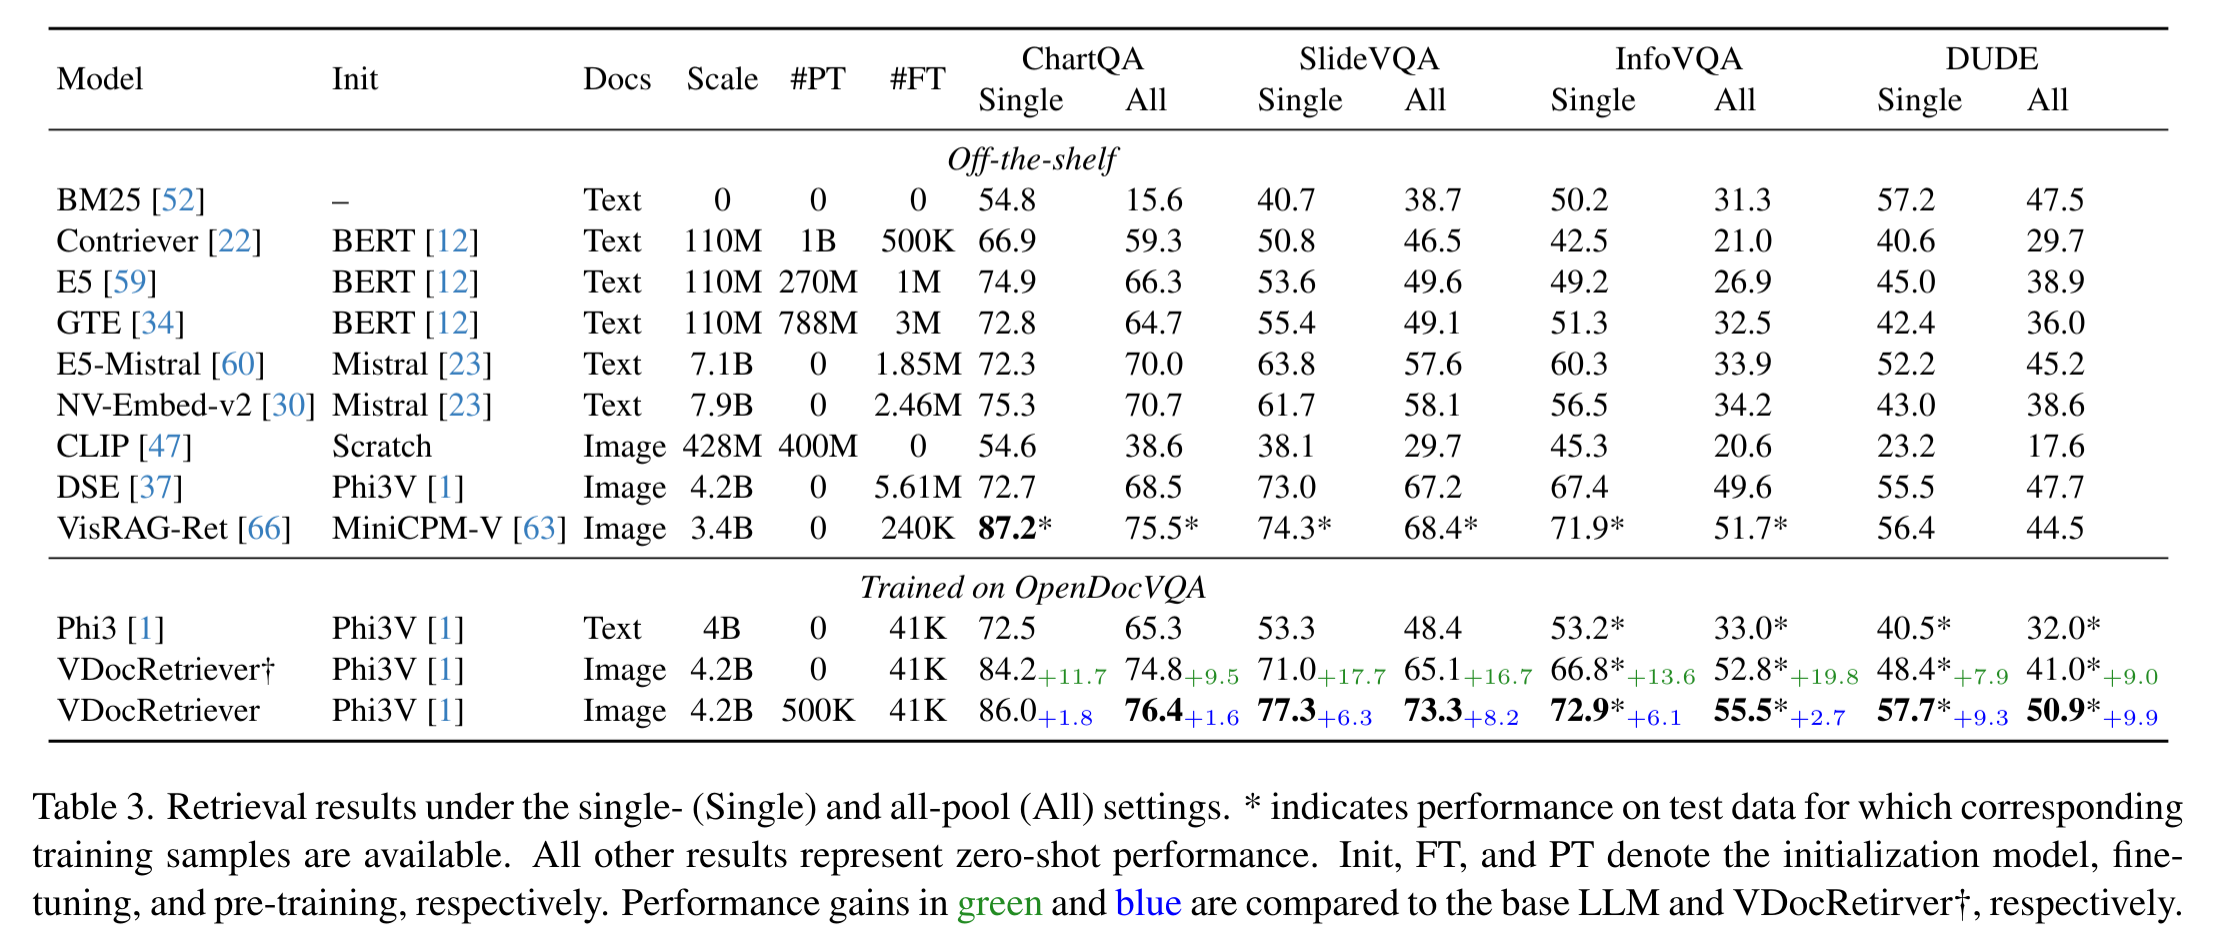 Model Init Docs Scale #PT #FT ChartQA SlideVQA InfoVQA DUDE
Single All Single All Single All Single All
Off-the-shelf
BM25 [52] – Text 0 0 0 54.8 15.6 40.7 38.7 50.2 31.3 57.2 47.5
Contriever [22] BERT [12] Text 110M 1B 500K 66.9 59.3 50.8 46.5 42.5 21.0 40.6 29.7
E5 [59] BERT [12] Text 110M 270M 1M 74.9 66.3 53.6 49.6 49.2 26.9 45.0 38.9
GTE [34] BERT [12] Text 110M 788M 3M 72.8 64.7 55.4 49.1 51.3 32.5 42.4 36.0
E5-Mistral [60] Mistral [23] Text 7.1B 0 1.85M 72.3 70.0 63.8 57.6 60.3 33.9 52.2 45.2
NV-Embed-v2 [30] Mistral [23] Text 7.9B 0 2.46M 75.3 70.7 61.7 58.1 56.5 34.2 43.0 38.6
CLIP [47] Scratch Image 428M 400M 0 54.6 38.6 38.1 29.7 45.3 20.6 23.2 17.6
DSE [37] Phi3V [1] Image 4.2B 0 5.61M 72.7 68.5 73.0 67.2 67.4 49.6 55.5 47.7
VisRAG-Ret [66] MiniCPM-V [63] Image 3.4B 0 240K 87.2* 75.5* 74.3* 68.4* 71.9* 51.7* 56.4 44.5
Trained on OpenDocVQA
Phi3 [1] Phi3V [1] Text 4B 0 41K 72.5 65.3 53.3 48.4 53.2* 33.0* 40.5* 32.0*
VDocRetriever† Phi3V [1] Image 4.2B 0 41K 84.2+11.7 74.8+9.5 71.0+17.7 65.1+16.7 66.8*+13.6 52.8*+19.8 48.4*+7.9 41.0*+9.0
VDocRetriever Phi3V [1] Image 4.2B 500K 41K 86.0+1.8 76.4+1.6 77.3+6.3 73.3+8.2 72.9*+6.1 55.5*+2.7 57.7*+9.3 50.9*+9.9
Table 3. Retrieval results under the single- (Single) and all-pool (All) settings. * indicates performance on test data for which corresponding
training samples are available. All other results represent zero-shot performance. Init, FT, and PT denote the initialization model, fine-
tuning, and pre-training, respectively. Performance gains in green and blue are compared to the base LLM and VDocRetirver†, respectively.